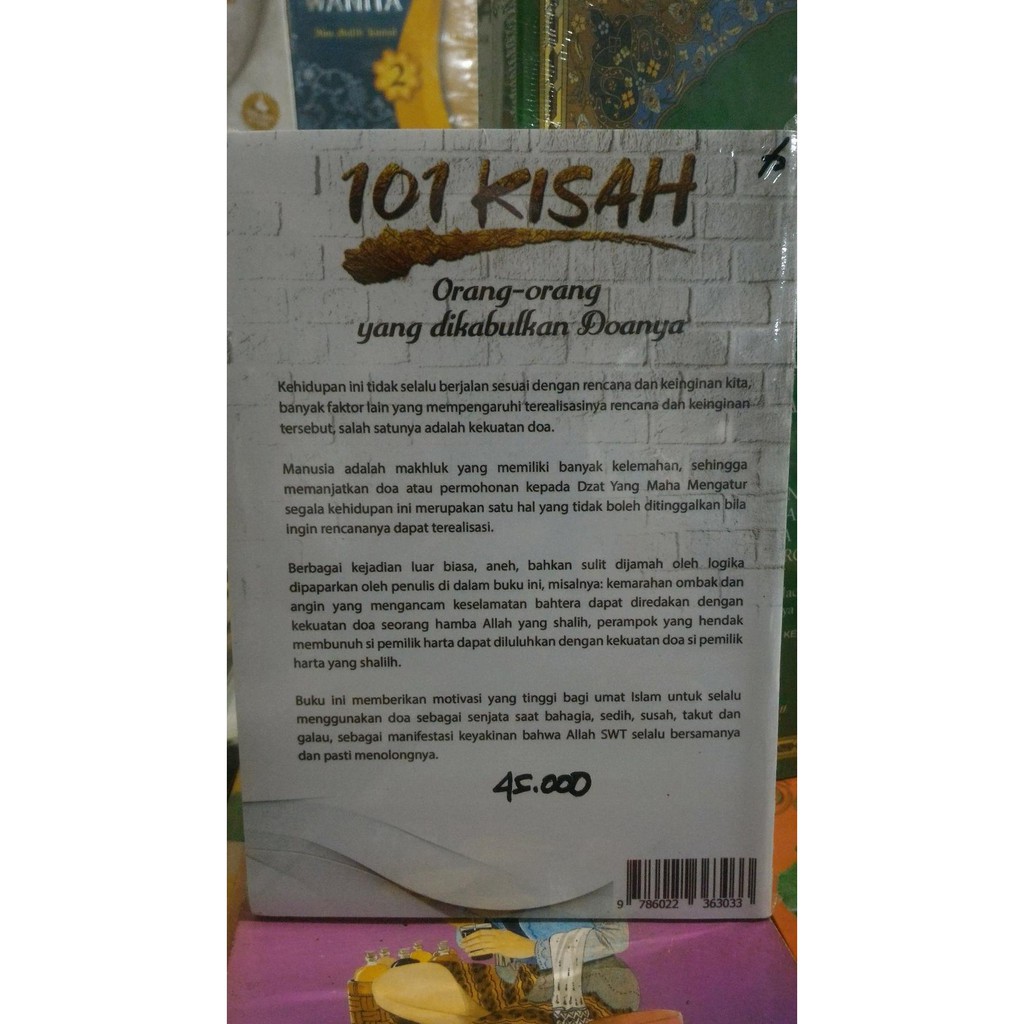 WANITA
2
101 KISAH
Orang-orang
yang dikabulkan Doanya
Kehidupan ini tidak selalu berjalan sesuai dengan rencana dan keinginan kita,
banyak faktor lain yang mempengaruhi terealisasinya rencana dan keinginan
tersebut, salah satunya adalah kekuatan doa.
Manusia adalah makhluk yang memiliki banyak kelemahan, sehingga
memanjatkan doa atau permohonan kepada Dzat Yang Maha Mengatur
segala kehidupan ini merupakan satu hal yang tidak boleh ditinggalkan bila
ingin rencananya dapat terealisasi.
Berbagai kejadian luar biasa, aneh, bahkan sulit dijamah oleh logika
dipaparkan oleh penulis di dalam buku ini, misalnya: kemarahan ombak dan
angin yang mengancam keselamatan bahtera dapat diredakan dengan
kekuatan doa seorang hamba Allah yang shalih, perampok yang hendak
membunuh si pemilik harta dapat diluluhkan dengan kekuatan doa si pemilik
harta yang shalilh.
Buku ini memberikan motivasi yang tinggi bagi umat Islam untuk selalu
menggunakan doa sebagai senjata saat bahagia, sedih, susah, takut dan
galau, sebagai manifestasi keyakinan bahwa Allah SWT selalu bersamanya
dan pasti menolongnya.
45.000
9 786022 363033